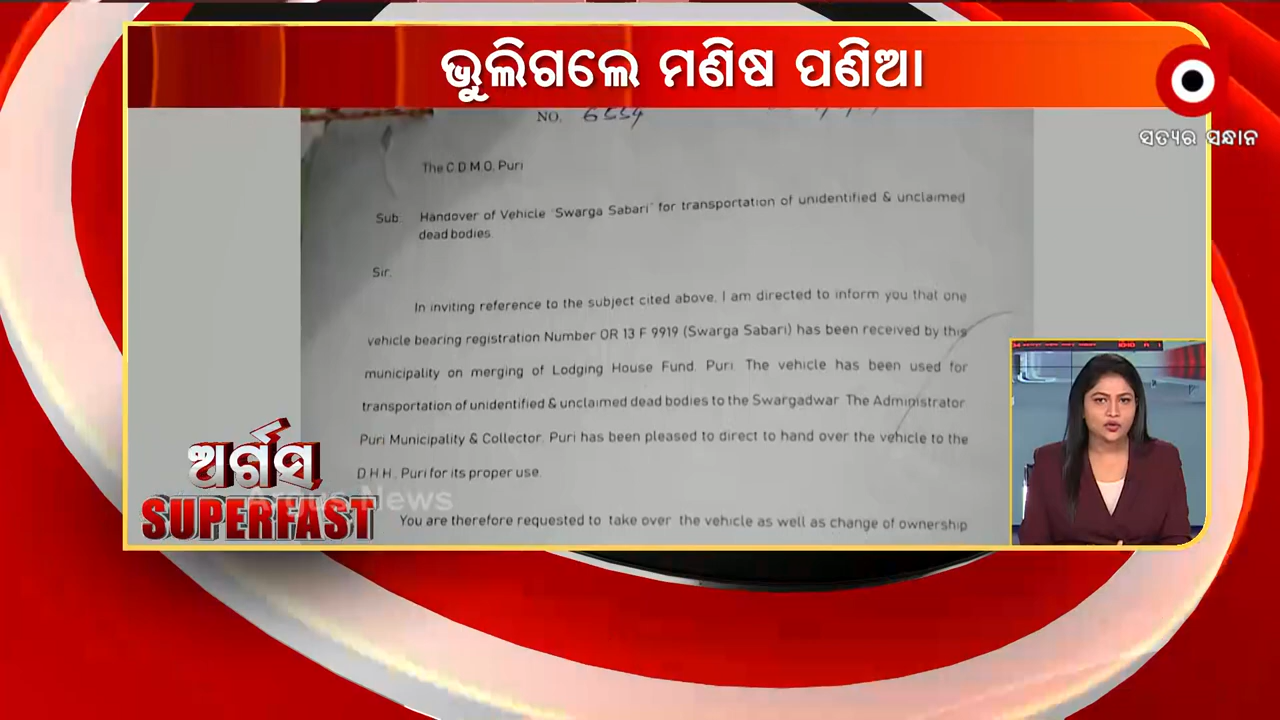 ଭୁଲିଗଲେ ମଣିଷ ପଣିଆ
ସତ୍ୟର ସନ୍ଧାନ
NO. 6554
The C D M O, Puri
Sub: Handover of Vehicle "Swarga Sabari" for transportation of unidentified & unclaimed
dead bodies.
Sir,
In inviting reference to the subject cited above, I am directed to inform you that one
vehicle bearing registration Number OR 13 F 9919 (Swarga Sabari) has been received by this
municipality on merging of Lodging House Fund, Puri. The vehicle has been used for
transportation of unidentified & unclaimed dead bodies to the Swargadwar. The Administrator
Puri Municipality & Collector, Puri has been pleased to direct to hand over the vehicle to the
D H H, Puri for its proper use.
You are therefore requested to take over the vehicle as well as change of ownership
ଅର୍ଗସ୍
SUPERFAST
Argus News